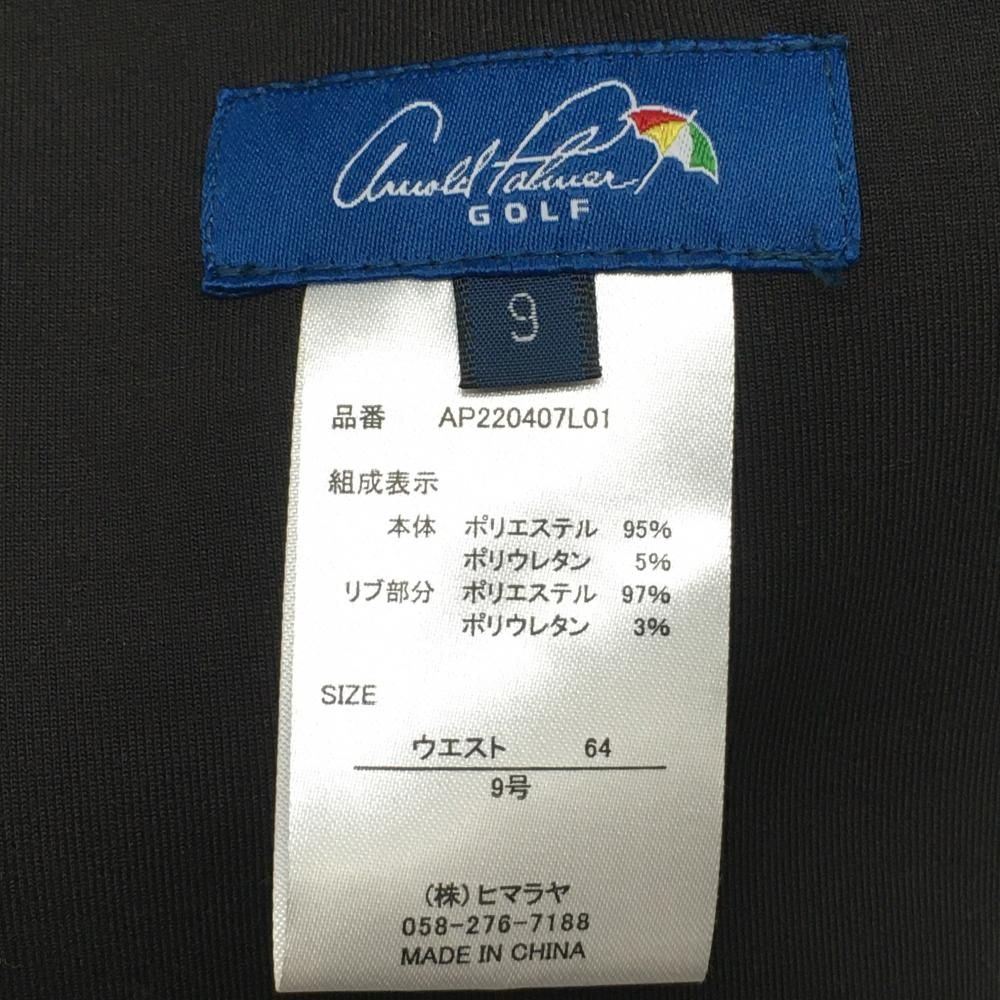 Arnold Palmer
GOLF
9
品番 AP220407L01
組成表示
本体 ポリエステル 95%
ポリウレタン 5%
リブ部分 ポリエステル 97%
ポリウレタン 3%
SIZE
ウエスト 64
9号
(株)ヒマラヤ
058-276-7188
MADE IN CHINA